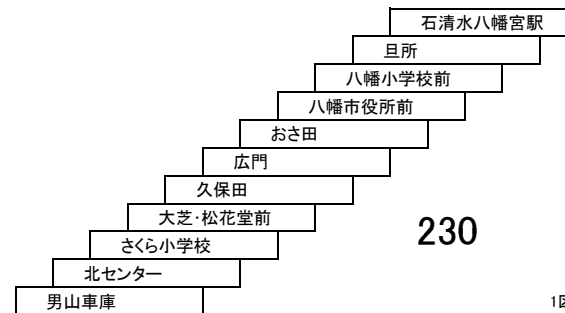 石清水八幡宮駅
旦所
八幡小学校前
八幡市役所前
おさ田
広門
久保田
大芝・松花堂前
230
さくら小学校
北センター
男山車庫
1区